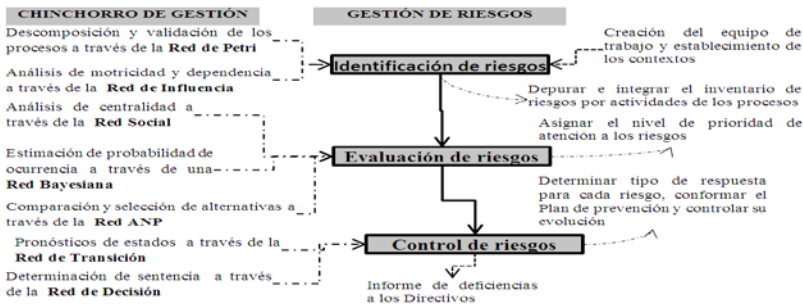 CHINCHORRO DE GESTIÓN
GESTIÓN DE RIESGOS
Descomposición y validación de los
procesos a través de la Red de Petri
Análisis de motricidad y dependencia
a través de la Red de Influencia
Análisis de centralidad a
través de la Red Social
Estimación de probabilidad de
ocurrencia a través de una
Red Bayesiana
Comparación y selección de alternativas a
través de la Red ANP
Pronósticos de estados a través de la
Red de Transición
Determinación de sentencia a través
de la Red de Decisión
Identificación de riesgos
Evaluación de riesgos
Control de riesgos
Informe de deficiencias
a los Directivos
Creación del equipo de
trabajo y establecimiento de
los contextos
Depurar e integrar el inventario de
riesgos por actividades de los procesos
Asignar el nivel de prioridad de
atención a los riesgos
Determinar tipo de respuesta
para cada riesgo, conformar el
Plan de prevención y controlar su
evolución